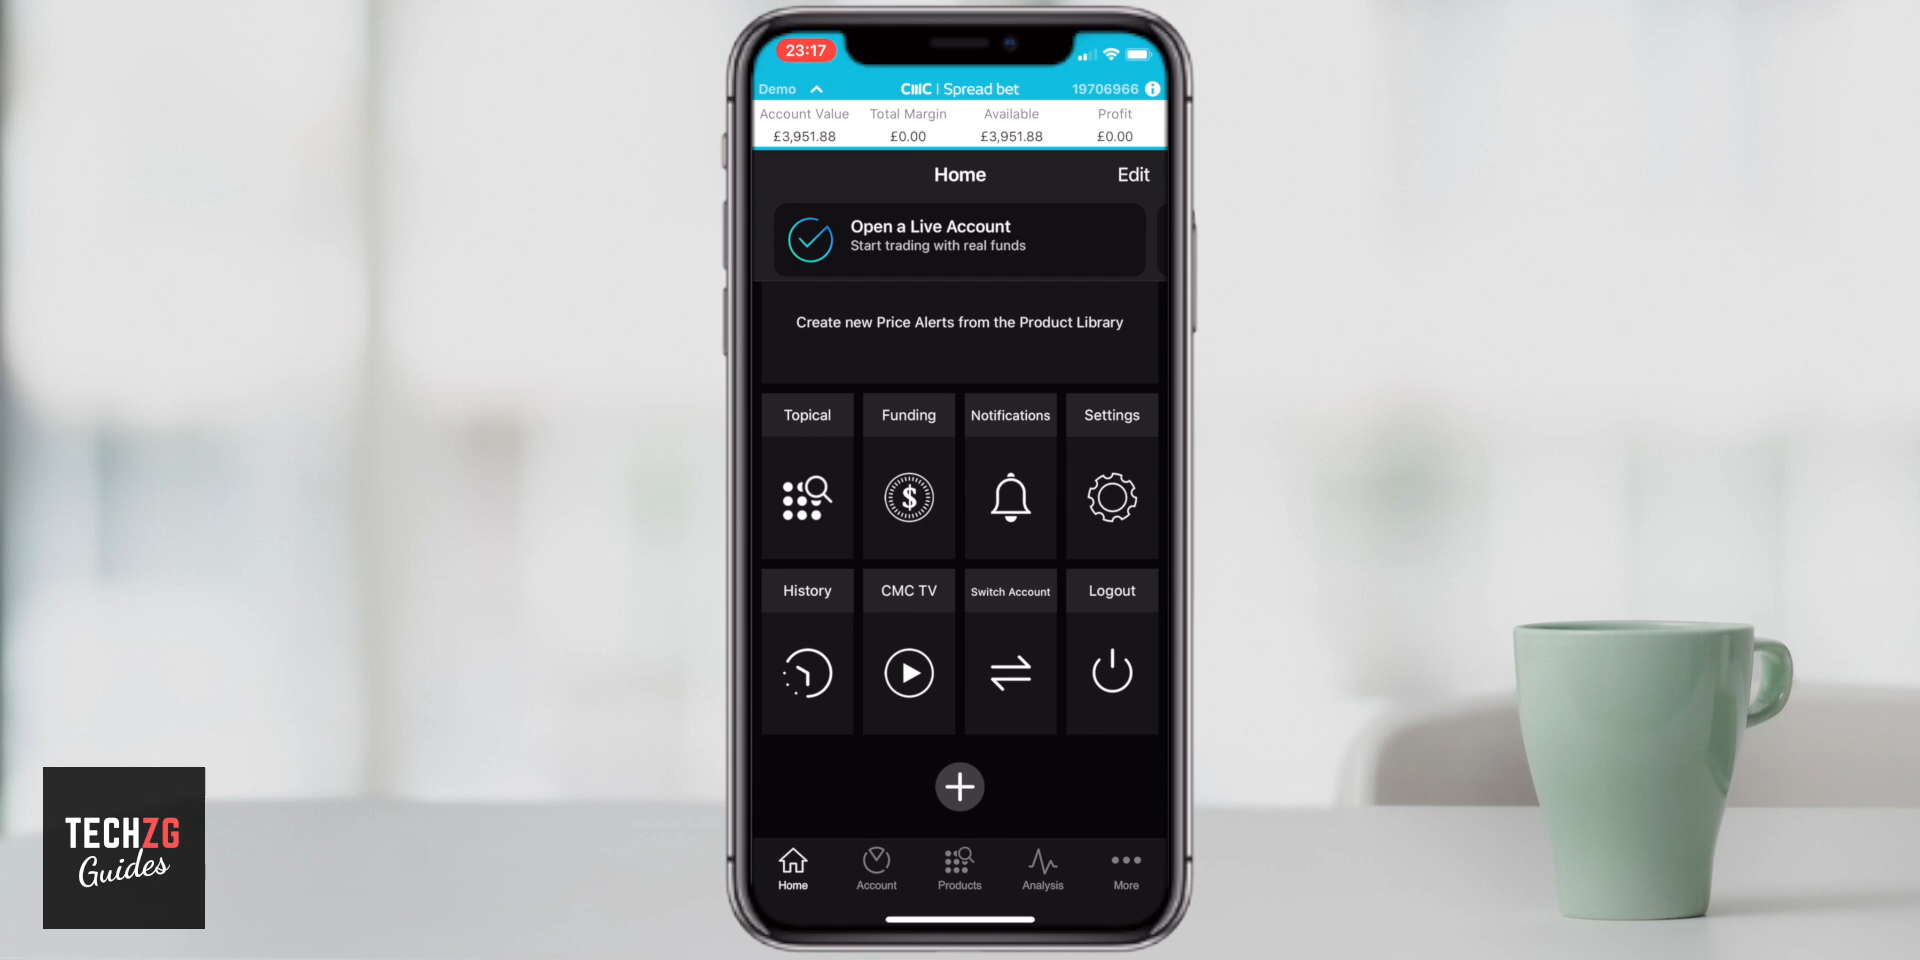 23:17
Demo
CMC | Spread bet
19706966
Account Value Total Margin Available Profit
£3,951.88 £0.00 £3,951.88 £0.00
Home
Edit
Open a Live Account
Start trading with real funds
Create new Price Alerts from the Product Library
Topical Funding Notifications Settings
History CMC TV Switch Account Logout
Home Account Products Analysis More
TECHZG
Guides